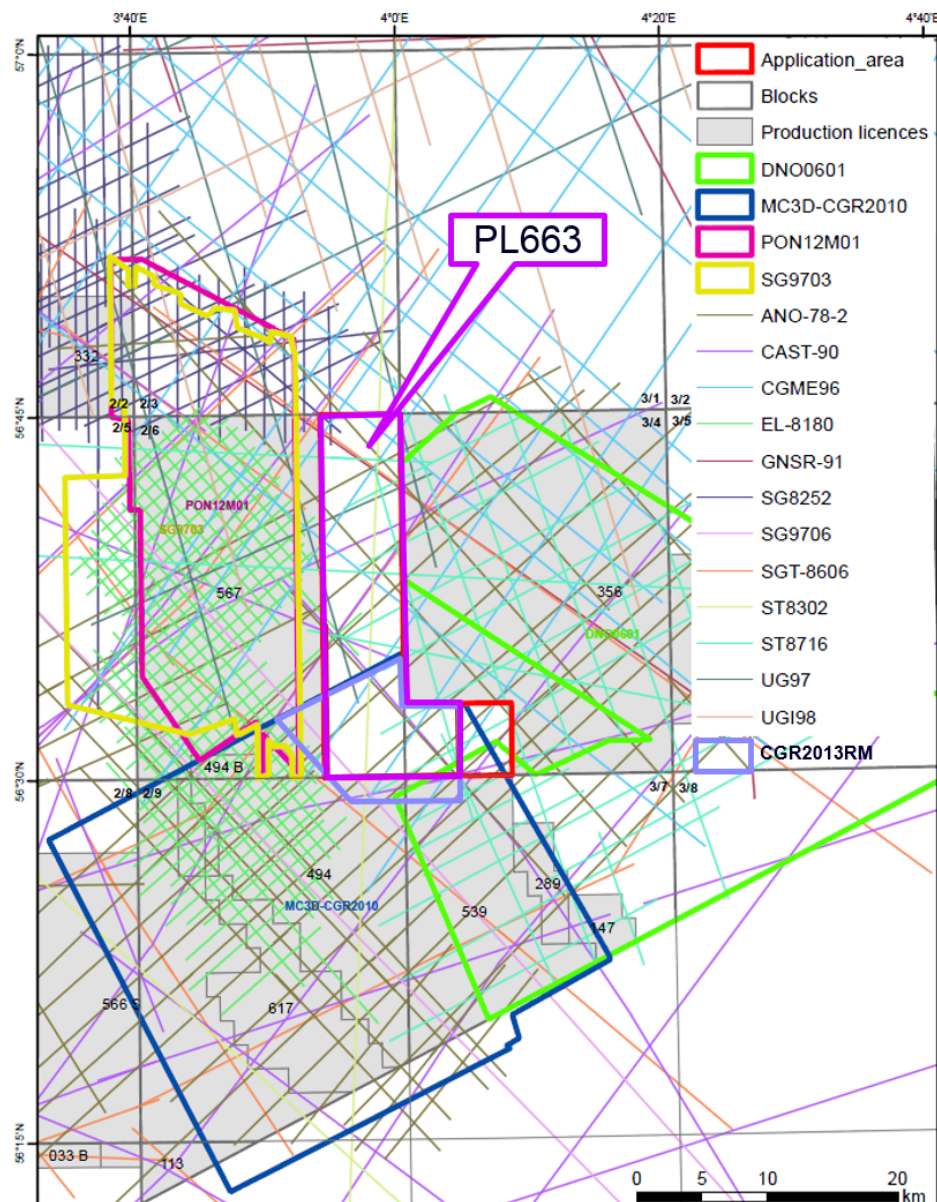 3°40'E
4°0'E
4°20'E
4°40'E
57°0'N
56°45'N
56°30'N
56°15'N
Application_area
Blocks
Production licences
DNO0601
MC3D-CGR2010
PON12M01
SG9703
ANO-78-2
CAST-90
CGME96
EL-8180
GNSR-91
SG8252
SG9706
SGT-8606
ST8302
ST8716
UG97
UGI98
CGR2013RM
PL663
332
2/2 2/3
2/5 2/6
3/1 3/2
3/4 3/5
PON12M01
SG9703
567
356
DNO0601
494 B
2/8 2/9
3/7 3/8
494
MC3D-CGR2010
289
539
147
566 S
617
033 B
113
0 5 10 20
km